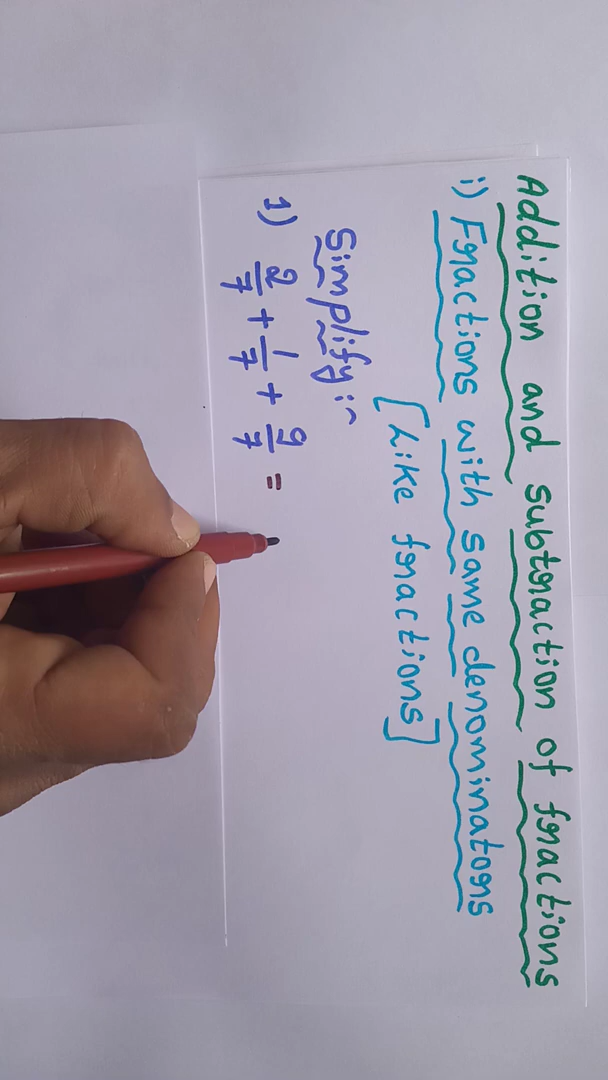 Addition and subtraction of fractions
i) Fractions with same denominators
[Like fractions]
Simplify:-
1) 2/7 + 1/7 + 9/7 =